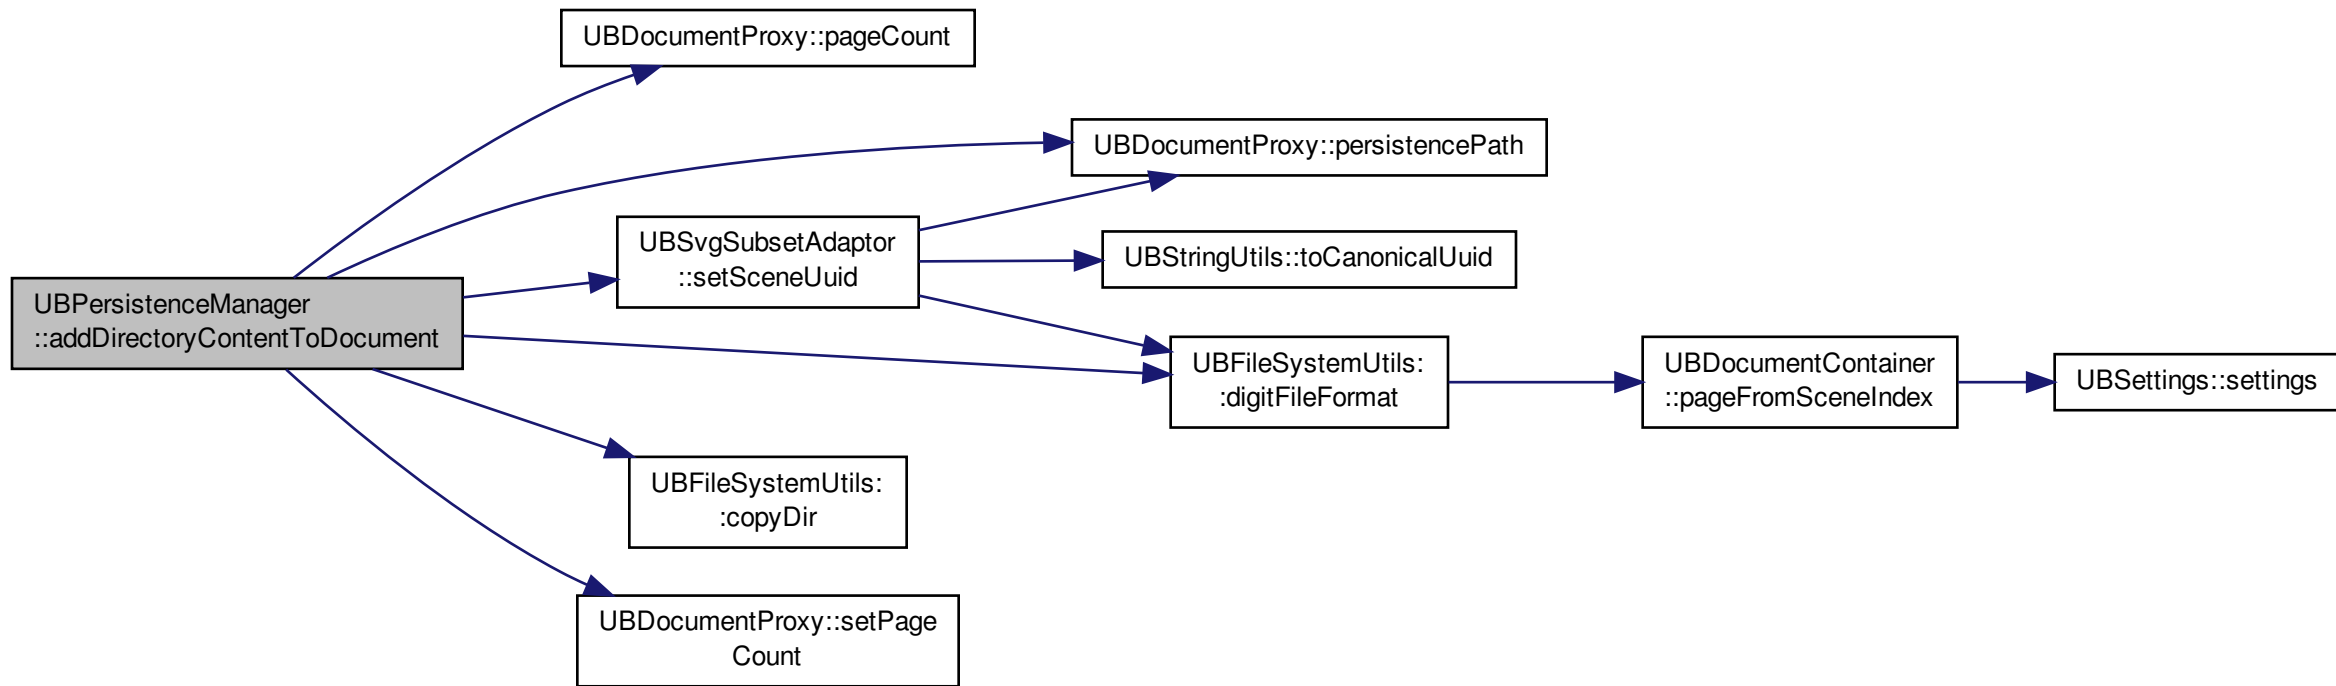 UBDocumentProxy::pageCount
UBDocumentProxy::persistencePath
UBSvgSubsetAdaptor
::setSceneUuid
UBStringUtils::toCanonicalUuid
UBPersistenceManager
::addDirectoryContentToDocument
UBFileSystemUtils:
:digitFileFormat
UBDocumentContainer
::pageFromSceneIndex
UBSettings::settings
UBFileSystemUtils:
:copyDir
UBDocumentProxy::setPage
Count